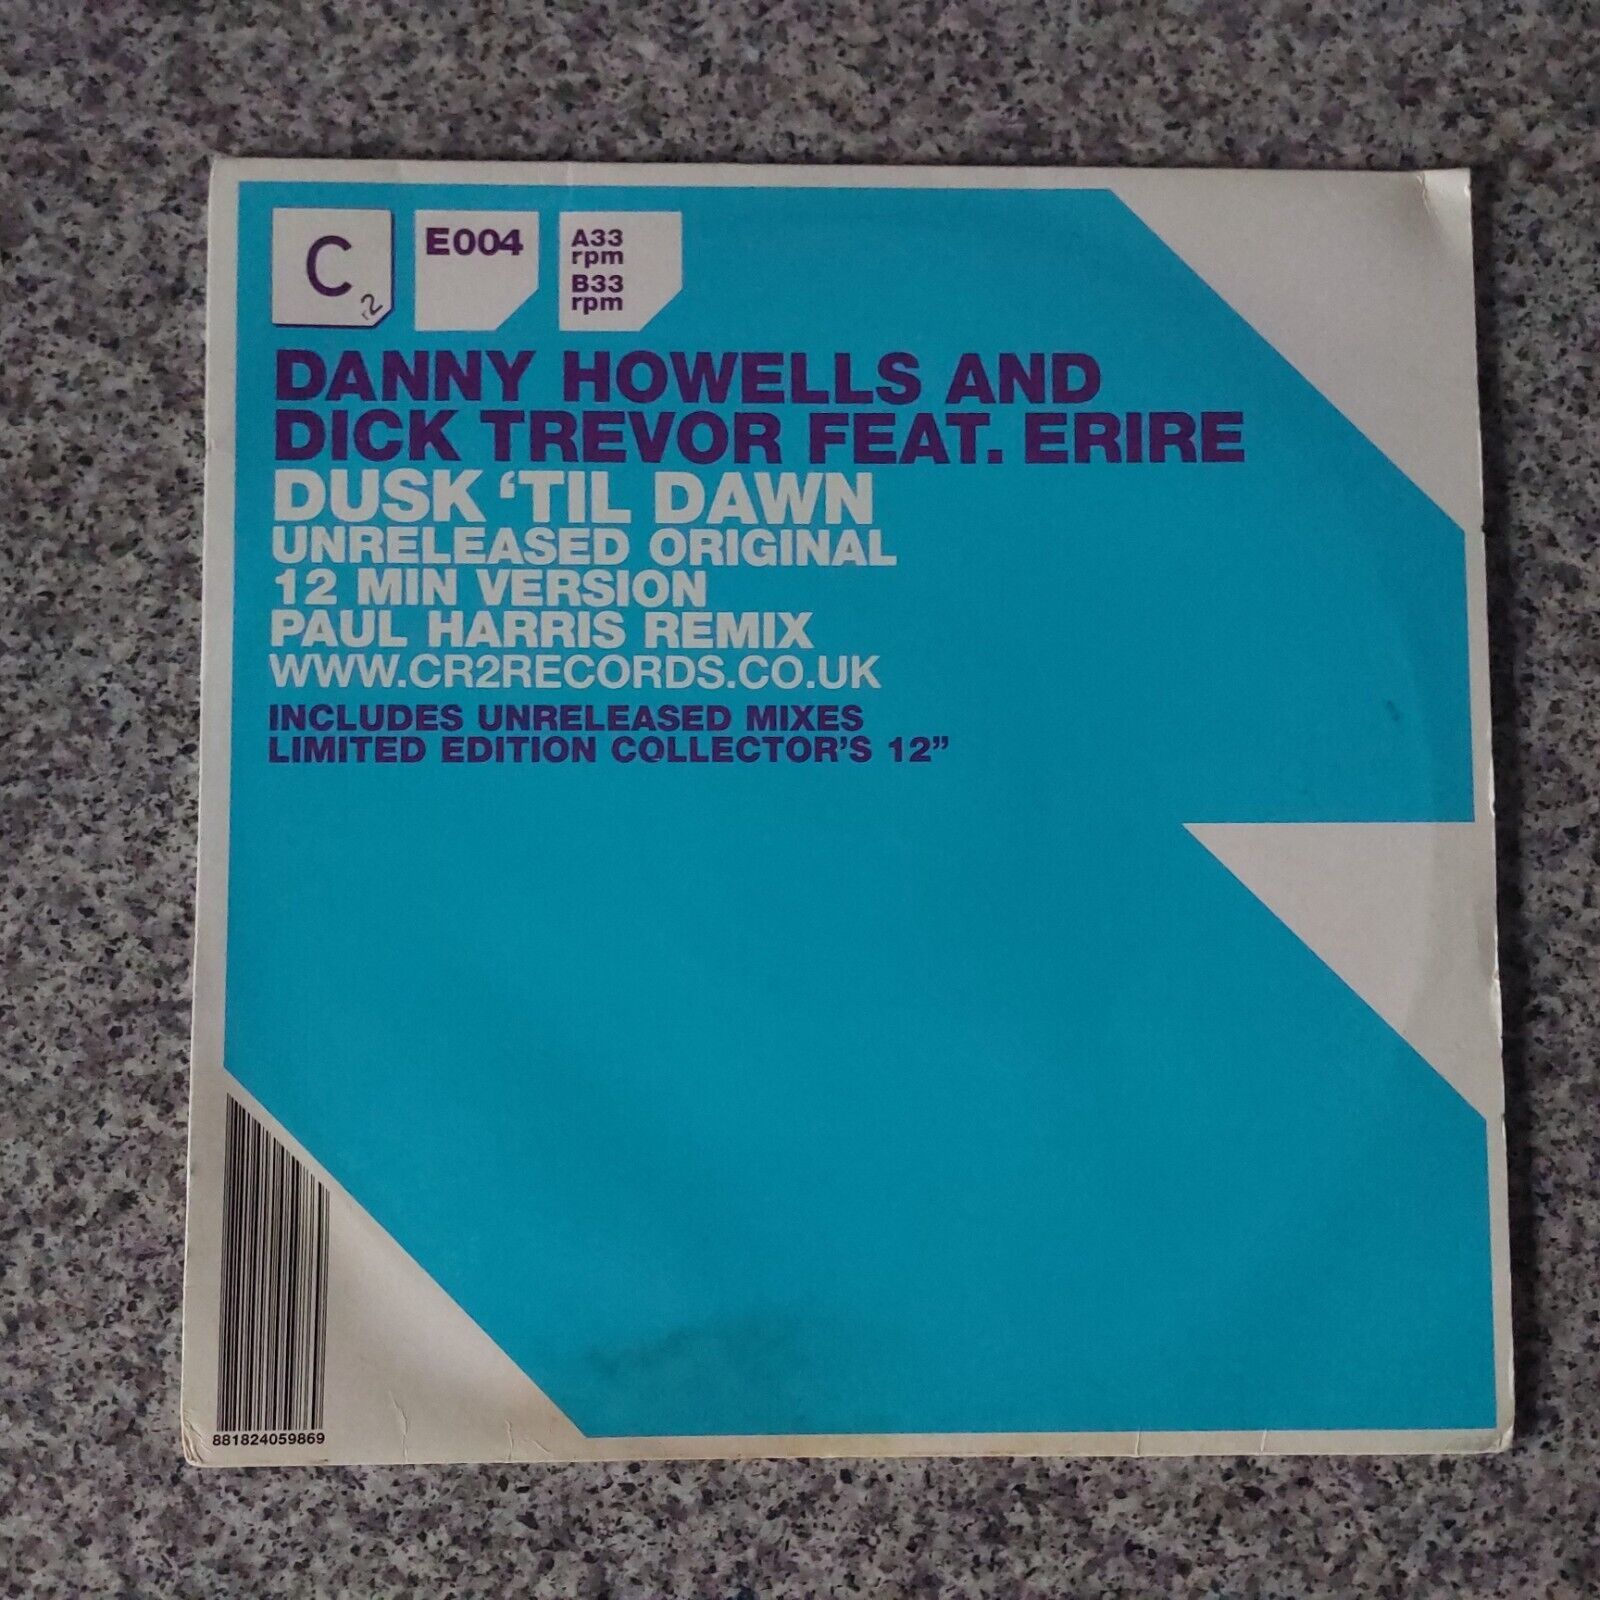 C
r2
E004
A33
rpm
B33
rpm
DANNY HOWELLS AND
DICK TREVOR FEAT. ERIRE
DUSK ‘TIL DAWN
UNRELEASED ORIGINAL
12 MIN VERSION
PAUL HARRIS REMIX
WWW.CR2RECORDS.CO.UK
INCLUDES UNRELEASED MIXES
LIMITED EDITION COLLECTOR’S 12”
881824059869